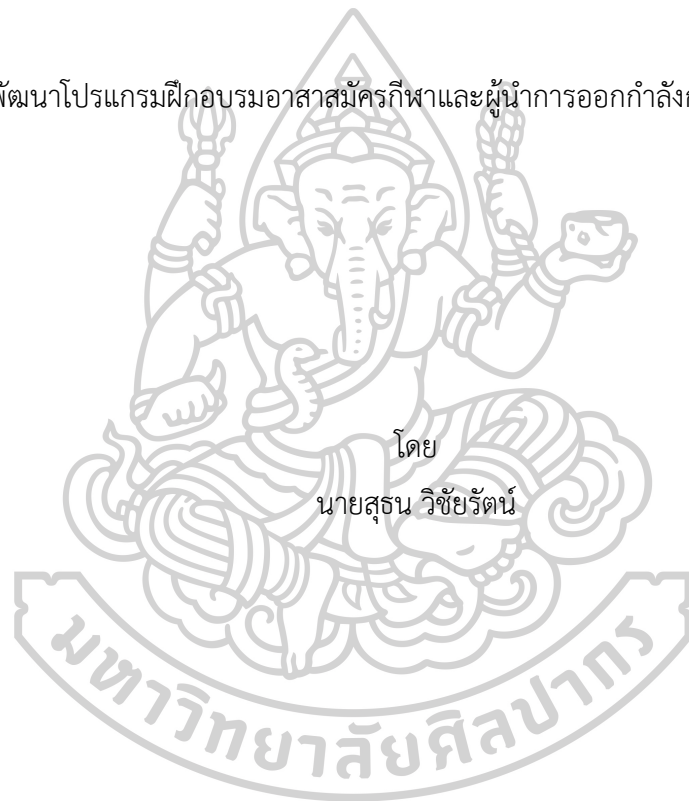 พัฒนาโปรแกรมฝึกอบรมอาสาสมัครกีฬาและผู้นำการออกกำลัง
โดย
นายสุธน วิชัยรัตน์
มหาวิทยาลัยศิลปากร